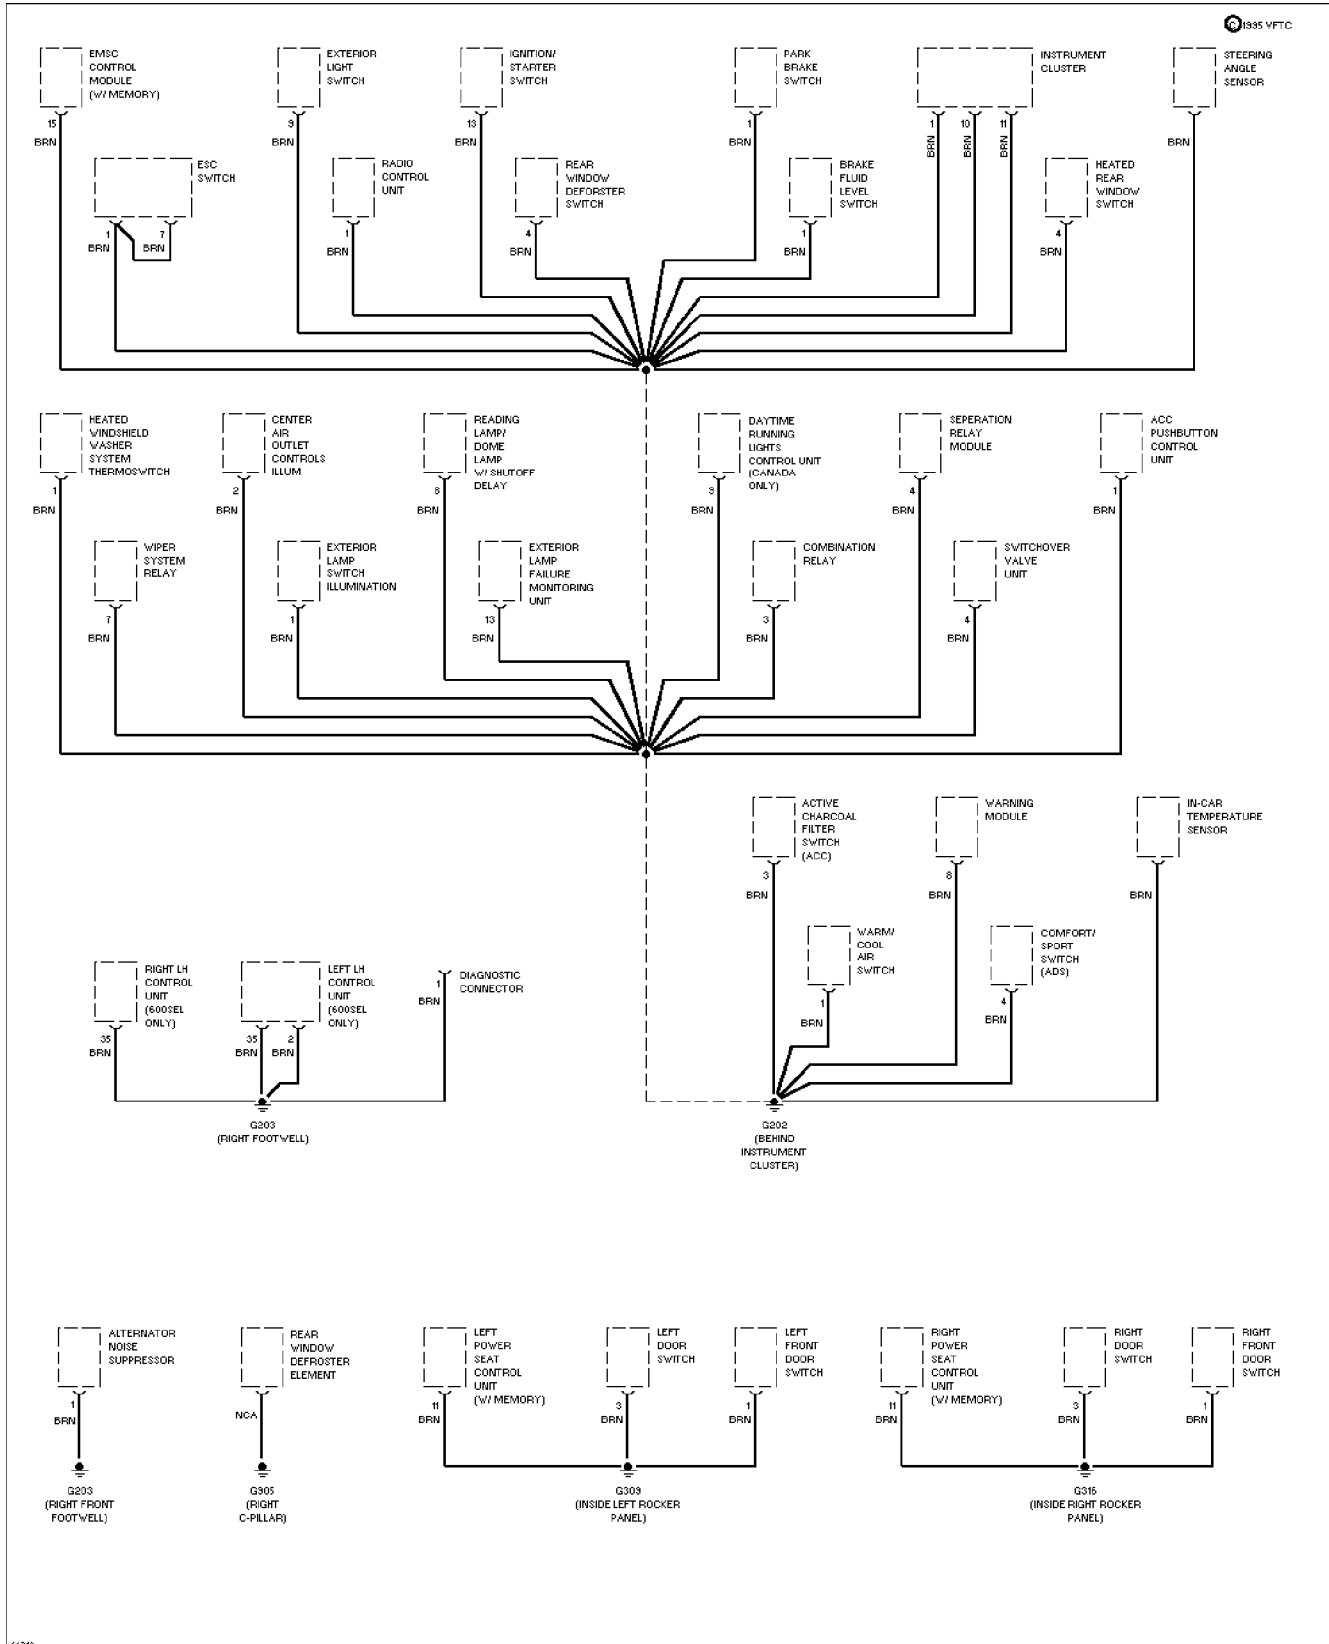 © 1995 VFTC
EMSC
CONTROL
MODULE
(W/ MEMORY)
EXTERIOR
LIGHT
SWITCH
IGNITION/
STARTER
SWITCH
PARK
BRAKE
SWITCH
INSTRUMENT
CLUSTER
STEERING
ANGLE
SENSOR
15
BRN
9
BRN
13
BRN
1
BRN
1
BRN
10
BRN
11
BRN
BRN
ESC
SWITCH
RADIO
CONTROL
UNIT
REAR
WINDOW
DEFORSTER
SWITCH
BRAKE
FLUID
LEVEL
SWITCH
HEATED
REAR
WINDOW
SWITCH
1
BRN
7
BRN
1
BRN
4
BRN
1
BRN
4
BRN
HEATED
WINDSHIELD
WASHER
SYSTEM
THERMOSWITCH
CENTER
AIR
OUTLET
CONTROLS
ILLUM
READING
LAMP/
DOME
LAMP
W/ SHUTOFF
DELAY
DAYTIME
RUNNING
LIGHTS
CONTROL UNIT
(CANADA
ONLY)
SEPERATION
RELAY
MODULE
ACC
PUSHBUTTON
CONTROL
UNIT
1
BRN
2
BRN
6
BRN
9
BRN
4
BRN
1
BRN
WIPER
SYSTEM
RELAY
EXTERIOR
LAMP
SWITCH
ILLUMINATION
EXTERIOR
LAMP
FAILURE
MONITORING
UNIT
COMBINATION
RELAY
SWITCHOVER
VALVE
UNIT
7
BRN
1
BRN
13
BRN
3
BRN
4
BRN
ACTIVE
CHARCOAL
FILTER
SWITCH
(ACC)
WARNING
MODULE
IN-CAR
TEMPERATURE
SENSOR
3
BRN
8
BRN
BRN
WARM/
COOL
AIR
SWITCH
COMFORT/
SPORT
SWITCH
(ADS)
1
BRN
4
BRN
RIGHT LH
CONTROL
UNIT
(600SEL
ONLY)
LEFT LH
CONTROL
UNIT
(600SEL
ONLY)
DIAGNOSTIC
CONNECTOR
35
BRN
35
BRN
2
BRN
1
BRN
G203
(RIGHT FOOTWELL)
G202
(BEHIND
INSTRUMENT
CLUSTER)
ALTERNATOR
NOISE
SUPPRESSOR
REAR
WINDOW
DEFROSTER
ELEMENT
LEFT
POWER
SEAT
CONTROL
UNIT
(W/ MEMORY)
LEFT
DOOR
SWITCH
LEFT
FRONT
DOOR
SWITCH
RIGHT
POWER
SEAT
CONTROL
UNIT
(W/ MEMORY)
RIGHT
DOOR
SWITCH
RIGHT
FRONT
DOOR
SWITCH
1
BRN
NCA
11
BRN
3
BRN
1
BRN
11
BRN
3
BRN
1
BRN
G203
(RIGHT FRONT
FOOTWELL)
G905
(RIGHT
C-PILLAR)
G309
(INSIDE LEFT ROCKER
PANEL)
G316
(INSIDE RIGHT ROCKER
PANEL)